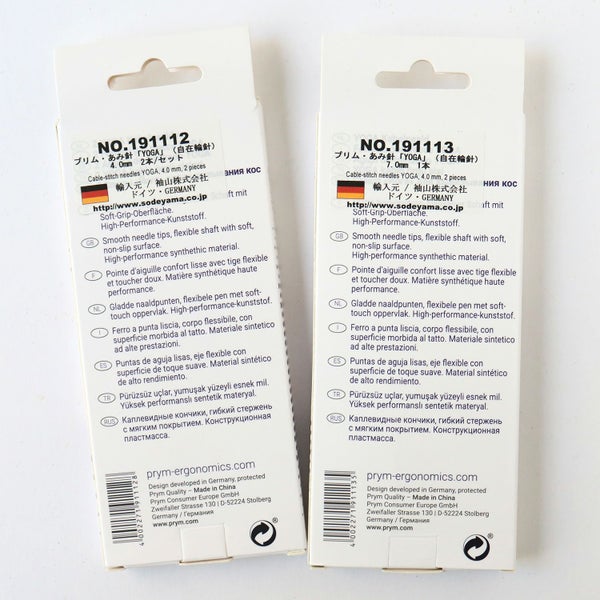 NO.191112
プリム・あみ針「YOGA」（自在輪針）
4.0mm 2本/セット
Cable-stitch needles YOGA, 4.0 mm, 2 pieces
輸入元 / 袖山株式会社
ドイツ・GERMANY
http://www.sodeyama.co.jp
вания кос
haft mit
Soft-Grip-Oberfläche.
High-Performance-Kunststoff.
GB Smooth needle tips, flexible shaft with soft,
non-slip surface.
High-performance synthethic material.
F Pointe d'aiguille confort lisse avec tige flexible
et toucher doux. Matière synthétique haute
performance.
NL Gladde naaldpunten, flexibele pen met soft-
touch oppervlak. High-performance-kunststof.
I Ferro a punta liscia, corpo flessibile, con
superficie morbida al tatto. Materiale sintetico
ad alte prestazioni.
ES Puntas de aguja lisas, eje flexible con
superficie de toque suave. Material sintético
de alto rendimiento.
TR Pürüzsüz uçlar, yumuşak yüzeyli esnek mil.
Yüksek performanslı sentetik materyal.
RUS Каплевидные кончики, гибкий стержень
с мягким покрытием. Конструкционная
пластмасса.
prym-ergonomics.com
Design developed in Germany, protected
Prym Quality – Made in China
Prym Consumer Europe GmbH
Zweifaller Strasse 130 | D-52224 Stolberg
Germany / Германия
www.prym.com
4002271911128
NO.191113
プリム・あみ針「YOGA」（自在輪針）
7.0mm 1本
Cable-stitch needles YOGA, 4.0 mm, 2 pieces
輸入元 / 袖山株式会社
ドイツ・GERMANY
http://www.sodeyama.co.jp
вания кос
haft mit
Soft-Grip-Oberfläche.
High-Performance-Kunststoff.
GB Smooth needle tips, flexible shaft with soft,
non-slip surface.
High-performance synthethic material.
F Pointe d'aiguille confort lisse avec tige flexible
et toucher doux. Matière synthétique haute
performance.
NL Gladde naaldpunten, flexibele pen met soft-
touch oppervlak. High-performance-kunststof.
I Ferro a punta liscia, corpo flessibile, con
superficie morbida al tatto. Materiale sintetico
ad alte prestazioni.
ES Puntas de aguja lisas, eje flexible con
superficie de toque suave. Material sintético
de alto rendimiento.
TR Pürüzsüz uçlar, yumuşak yüzeyli esnek mil.
Yüksek performanslı sentetik materyal.
RUS Каплевидные кончики, гибкий стержень
с мягким покрытием. Конструкционная
пластмасса.
prym-ergonomics.com
Design developed in Germany, protected
Prym Quality – Made in China
Prym Consumer Europe GmbH
Zweifaller Strasse 130 | D-52224 Stolberg
Germany / Германия
www.prym.com
4002271911135